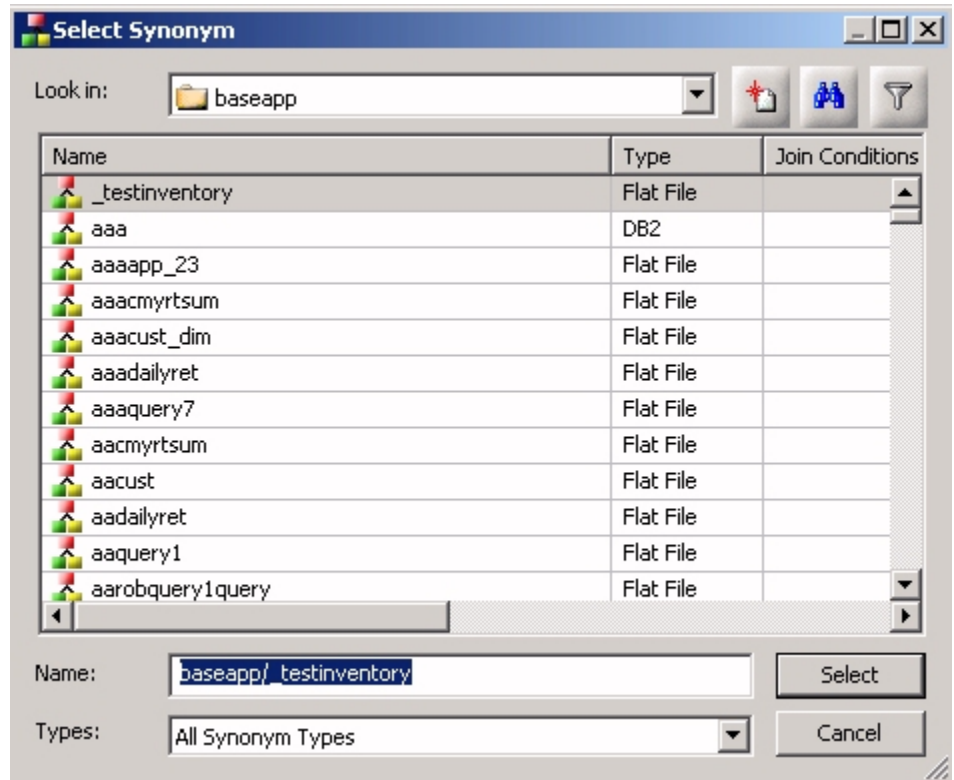 Select Synonym
Look in: baseapp
Name Type Join Conditions
_testinventory Flat File
aaa DB2
aaaapp_23 Flat File
aaacmyrtsum Flat File
aaacust_dim Flat File
aaadailyret Flat File
aaaquery7 Flat File
aacmyrtsum Flat File
aacust Flat File
aadailyret Flat File
aaquery1 Flat File
aarobquery1query Flat File
Name: baseapp/_testinventory Select
Types: All Synonym Types Cancel